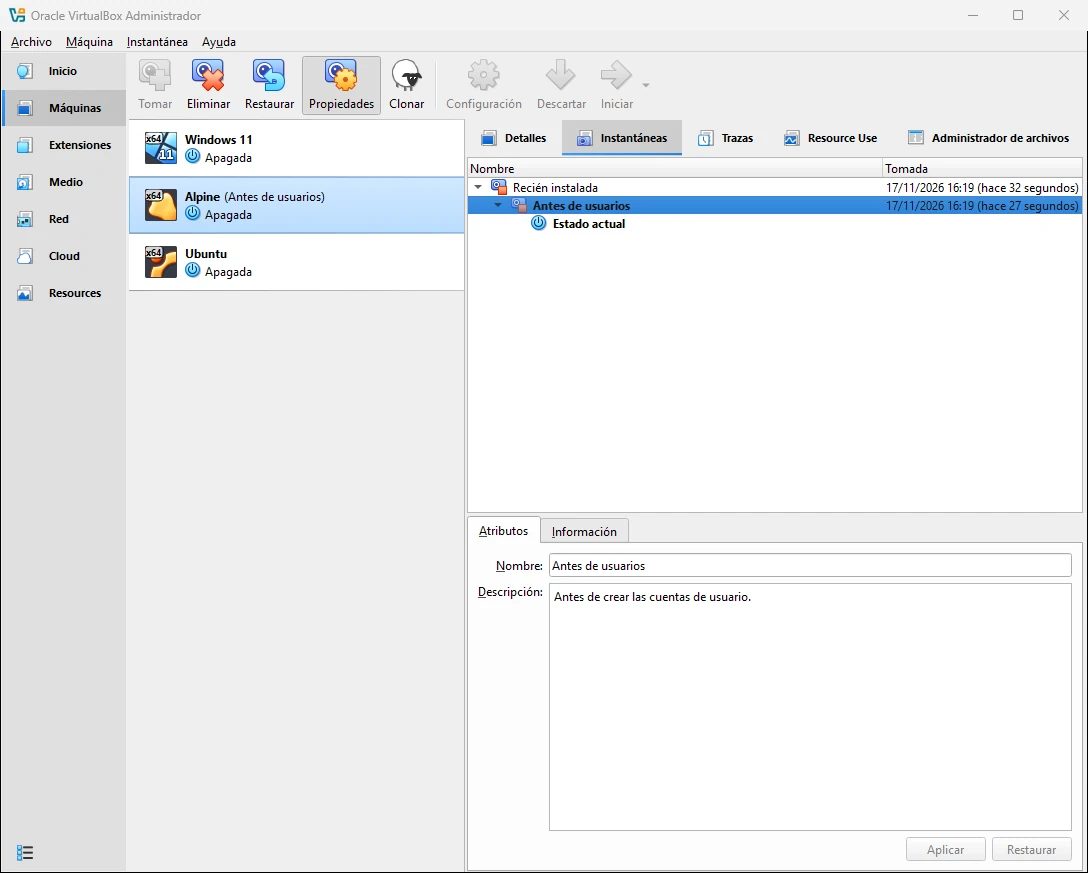 Oracle VirtualBox Administrador
Archivo Máquina Instantánea Ayuda
Inicio
Máquinas
Extensiones
Medio
Red
Cloud
Resources
Tomar Eliminar Restaurar Propiedades Clonar Configuración Descartar Iniciar
x64 11
Windows 11
Apagada
x64
Alpine (Antes de usuarios)
Apagada
x64
Ubuntu
Apagada
Detalles Instantáneas Trazas Resource Use Administrador de archivos
Nombre Tomada
Recién instalada 17/11/2026 16:19 (hace 32 segundos)
Antes de usuarios 17/11/2026 16:19 (hace 27 segundos)
Estado actual
Atributos Información
Nombre: Antes de usuarios
Descripción: Antes de crear las cuentas de usuario.
Aplicar Restaurar